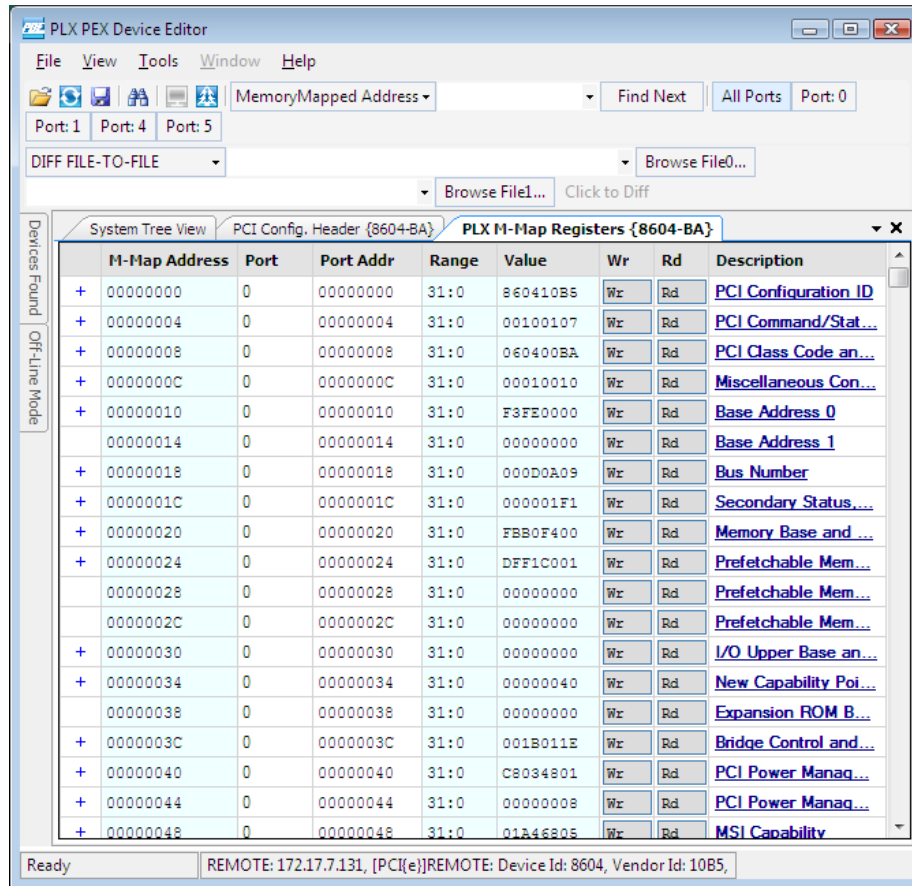 PDE PLX PEX Device Editor
File View Tools Window Help
MemoryMapped Address Find Next All Ports Port: 0
Port: 1 Port: 4 Port: 5
DIFF FILE-TO-FILE Browse File0...
Browse File1... Click to Diff
Devices Found
Off-Line Mode
System Tree View PCI Config. Header {8604-BA} PLX M-Map Registers {8604-BA}
M-Map Address Port Port Addr Range Value Wr Rd Description
+ 00000000 0 00000000 31:0 860410B5 Wr Rd PCI Configuration ID
+ 00000004 0 00000004 31:0 00100107 Wr Rd PCI Command/Stat...
+ 00000008 0 00000008 31:0 060400BA Wr Rd PCI Class Code an...
+ 0000000C 0 0000000C 31:0 00010010 Wr Rd Miscellaneous Con...
+ 00000010 0 00000010 31:0 F3FE0000 Wr Rd Base Address 0
00000014 0 00000014 31:0 00000000 Wr Rd Base Address 1
+ 00000018 0 00000018 31:0 000D0A09 Wr Rd Bus Number
+ 0000001C 0 0000001C 31:0 000001F1 Wr Rd Secondary Status,...
+ 00000020 0 00000020 31:0 FBB0F400 Wr Rd Memory Base and ...
+ 00000024 0 00000024 31:0 DFF1C001 Wr Rd Prefetchable Mem...
00000028 0 00000028 31:0 00000000 Wr Rd Prefetchable Mem...
0000002C 0 0000002C 31:0 00000000 Wr Rd Prefetchable Mem...
+ 00000030 0 00000030 31:0 00000000 Wr Rd I/O Upper Base an...
+ 00000034 0 00000034 31:0 00000040 Wr Rd New Capability Poi...
00000038 0 00000038 31:0 00000000 Wr Rd Expansion ROM B...
+ 0000003C 0 0000003C 31:0 001B011E Wr Rd Bridge Control and...
+ 00000040 0 00000040 31:0 C8034801 Wr Rd PCI Power Manag...
+ 00000044 0 00000044 31:0 00000008 Wr Rd PCI Power Manag...
+ 00000048 0 00000048 31:0 01A46805 Wr Rd MSI Capability
Ready REMOTE: 172.17.7.131, [PCI{e}]REMOTE: Device Id: 8604, Vendor Id: 10B5,